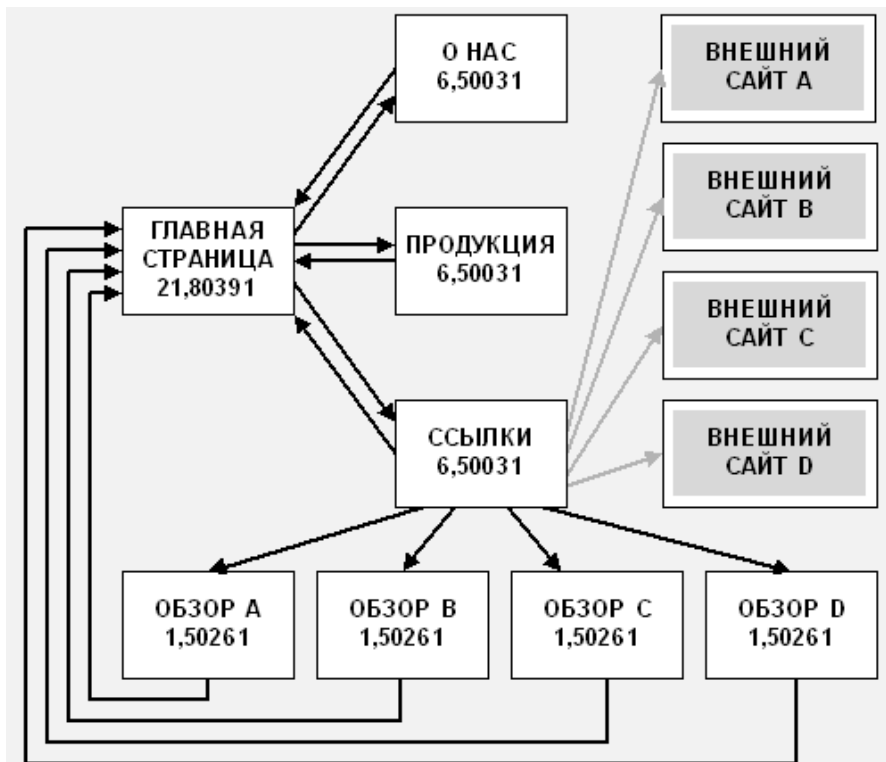 О НАС
6,50031
ВНЕШНИЙ
САЙТ A
ВНЕШНИЙ
САЙТ B
ГЛАВНАЯ
СТРАНИЦА
21,80391
ПРОДУКЦИЯ
6,50031
ВНЕШНИЙ
САЙТ C
ССЫЛКИ
6,50031
ВНЕШНИЙ
САЙТ D
ОБЗОР A
1,50261
ОБЗОР B
1,50261
ОБЗОР C
1,50261
ОБЗОР D
1,50261